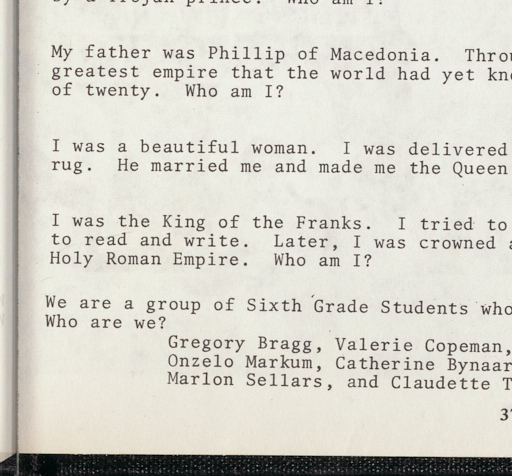 by a Trojan prince. Who am I?
My father was Phillip of Macedonia. Throu
greatest empire that the world had yet kn
of twenty. Who am I?
I was a beautiful woman. I was delivered
rug. He married me and made me the Queen
I was the King of the Franks. I tried to
to read and write. Later, I was crowned a
Holy Roman Empire. Who am I?
We are a group of Sixth Grade Students who
Who are we?
Gregory Bragg, Valerie Copeman,
Onzelo Markum, Catherine Bynaar
Marlon Sellars, and Claudette T
3